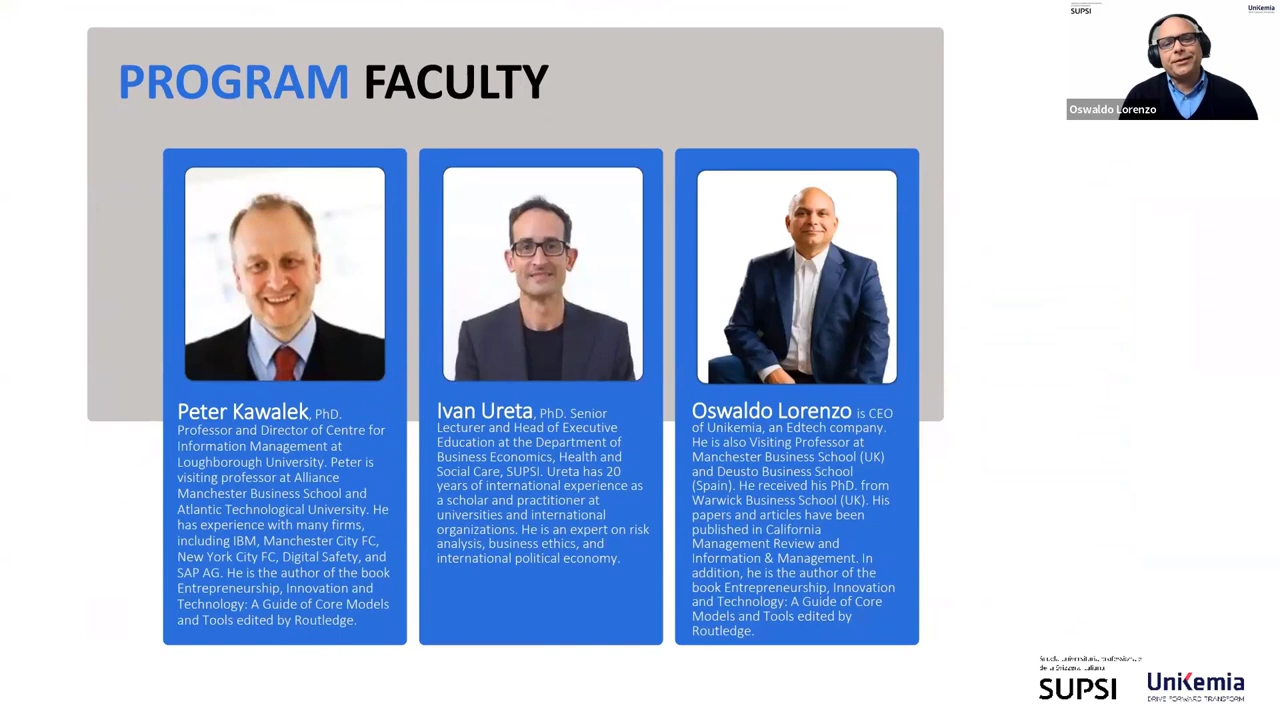 SUPSI
UniKemia
Oswaldo Lorenzo
PROGRAM FACULTY
Peter Kawalek, PhD.
Professor and Director of Centre for
Information Management at
Loughborough University. Peter is
visiting professor at Alliance
Manchester Business School and
Atlantic Technological University. He
has experience with many firms,
including IBM, Manchester City FC,
New York City FC, Digital Safety, and
SAP AG. He is the author of the book
Entrepreneurship, Innovation and
Technology: A Guide of Core Models
and Tools edited by Routledge.
Ivan Ureta, PhD. Senior
Lecturer and Head of Executive
Education at the Department of
Business Economics, Health and
Social Care, SUPSI. Ureta has 20
years of international experience as
a scholar and practitioner at
universities and international
organizations. He is an expert on risk
analysis, business ethics, and
international political economy.
Oswaldo Lorenzo is CEO
of Unikemia, an Edtech company.
He is also Visiting Professor at
Manchester Business School (UK)
and Deusto Business School
(Spain). He received his PhD. from
Warwick Business School (UK). His
papers and articles have been
published in California
Management Review and
Information & Management. In
addition, he is the author of the
book Entrepreneurship, Innovation
and Technology: A Guide of Core
Models and Tools edited by
Routledge.
SUPSI
UniKemia
DRIVE FORWARD TRANSFORM